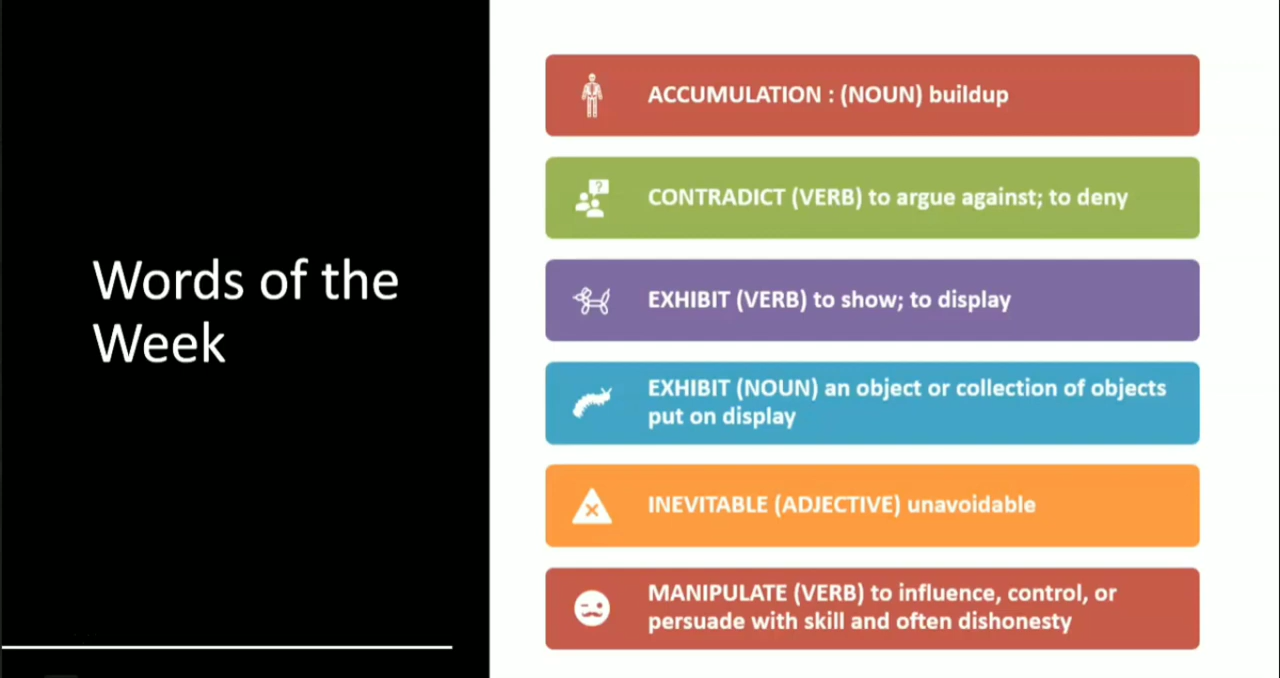 Words of the
Week
ACCUMULATION : (NOUN) buildup
?
CONTRADICT (VERB) to argue against; to deny
EXHIBIT (VERB) to show; to display
EXHIBIT (NOUN) an object or collection of objects
put on display
INEVITABLE (ADJECTIVE) unavoidable
MANIPULATE (VERB) to influence, control, or
persuade with skill and often dishonesty